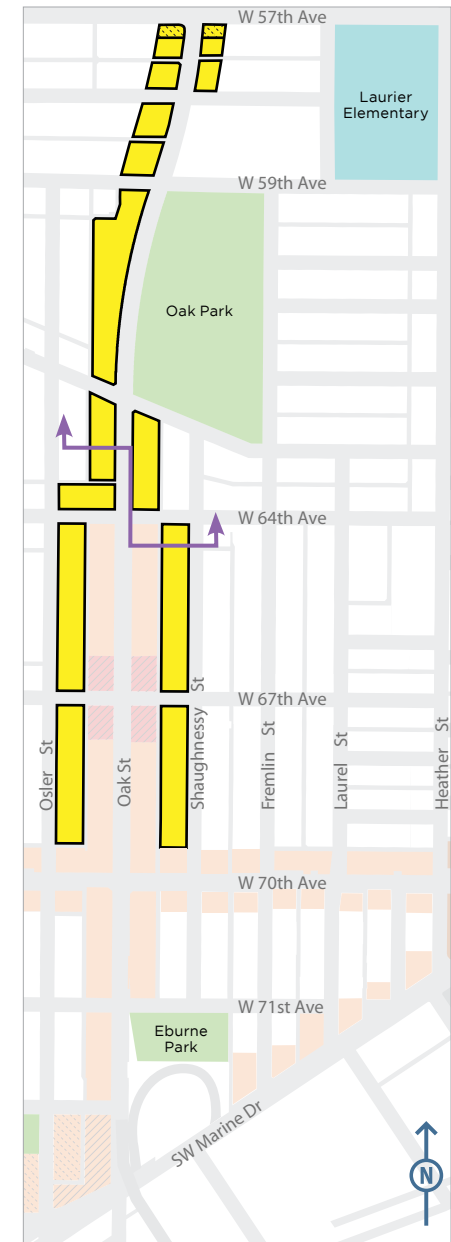 W 57th Ave
Laurier
Elementary
W 59th Ave
Oak Park
W 64th Ave
W 67th Ave
Osler St
Oak St
Shaughnessy St
Fremlin St
Laurel St
Heather St
W 70th Ave
W 71st Ave
Eburne
Park
SW Marine Dr
N